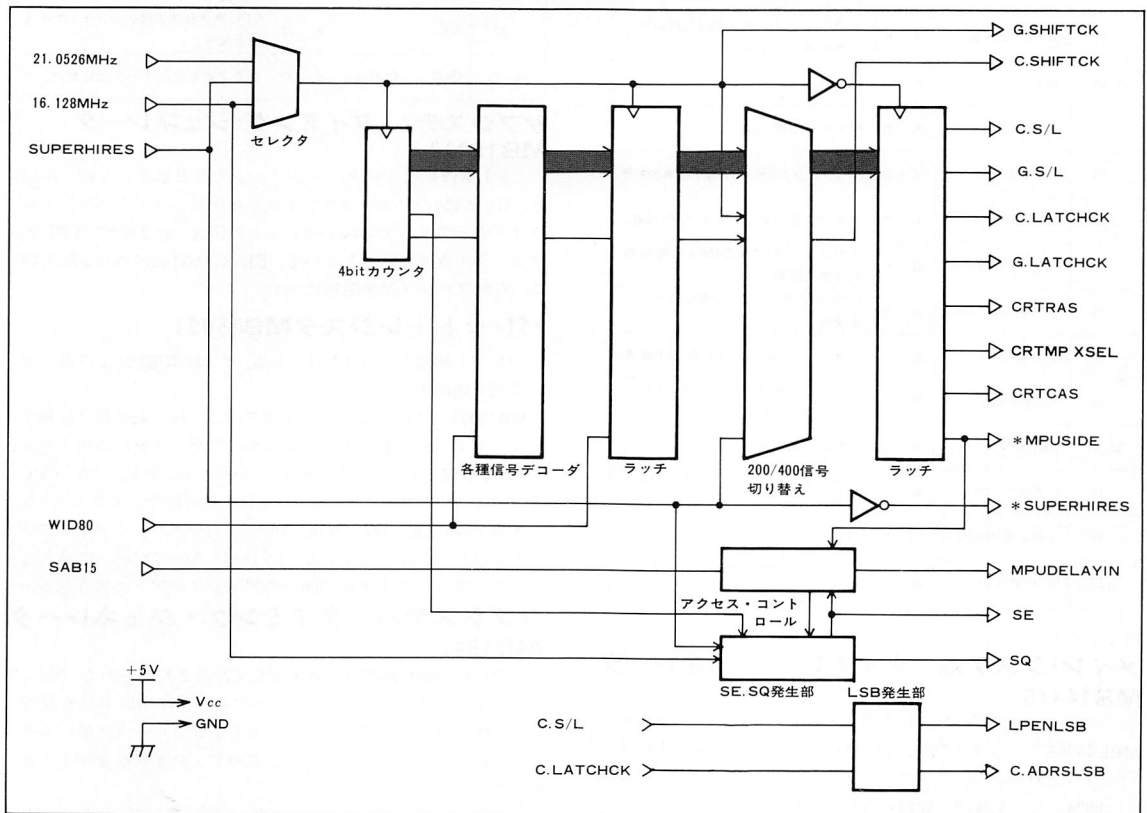 21.0526MHz
16.128MHz
SUPERHIRES
セレクタ
4bitカウンタ
各種信号デコーダ
ラッチ
200/400信号
切り替え
ラッチ
G.SHIFTCK
C.SHIFTCK
C.S/L
G.S/L
C.LATCHCK
G.LATCHCK
CRTRAS
CRTMP XSEL
CRTCAS
*MPUSIDE
*SUPERHIRES
WID80
SAB15
MPUDELAYIN
アクセス・コント
ロール
SE
SQ
SE.SQ発生部
LSB発生部
+5V
Vcc
GND
C.S/L
C.LATCHCK
LPENLSB
C.ADRSLSB